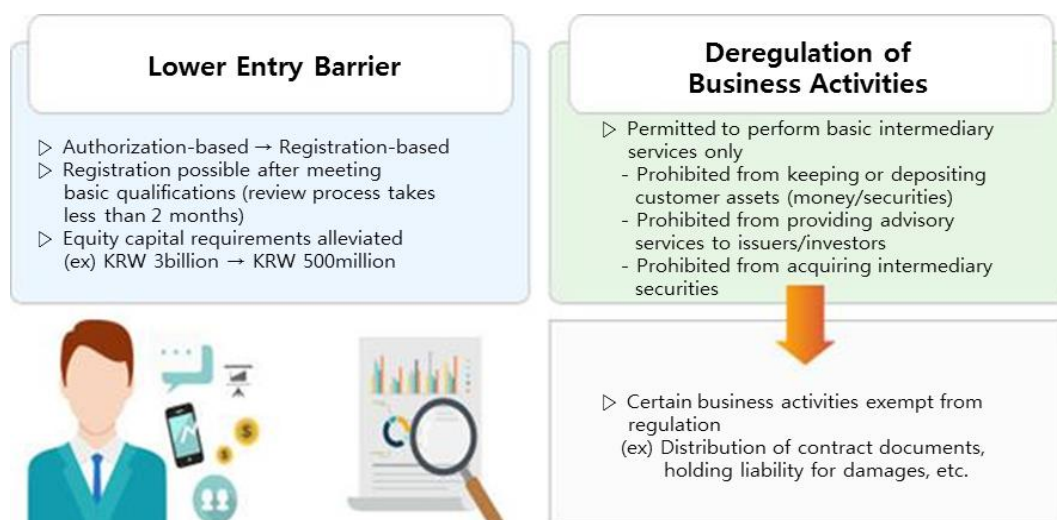 Lower Entry Barrier
▷ Authorization-based → Registration-based
▷ Registration possible after meeting
basic qualifications (review process takes
less than 2 months)
▷ Equity capital requirements alleviated
(ex) KRW 3billion → KRW 500million
Deregulation of
Business Activities
▷ Permitted to perform basic intermediary
services only
- Prohibited from keeping or depositing
customer assets (money/securities)
- Prohibited from providing advisory
services to issuers/investors
- Prohibited from acquiring intermediary
securities
▷ Certain business activities exempt from
regulation
(ex) Distribution of contract documents,
holding liability for damages, etc.